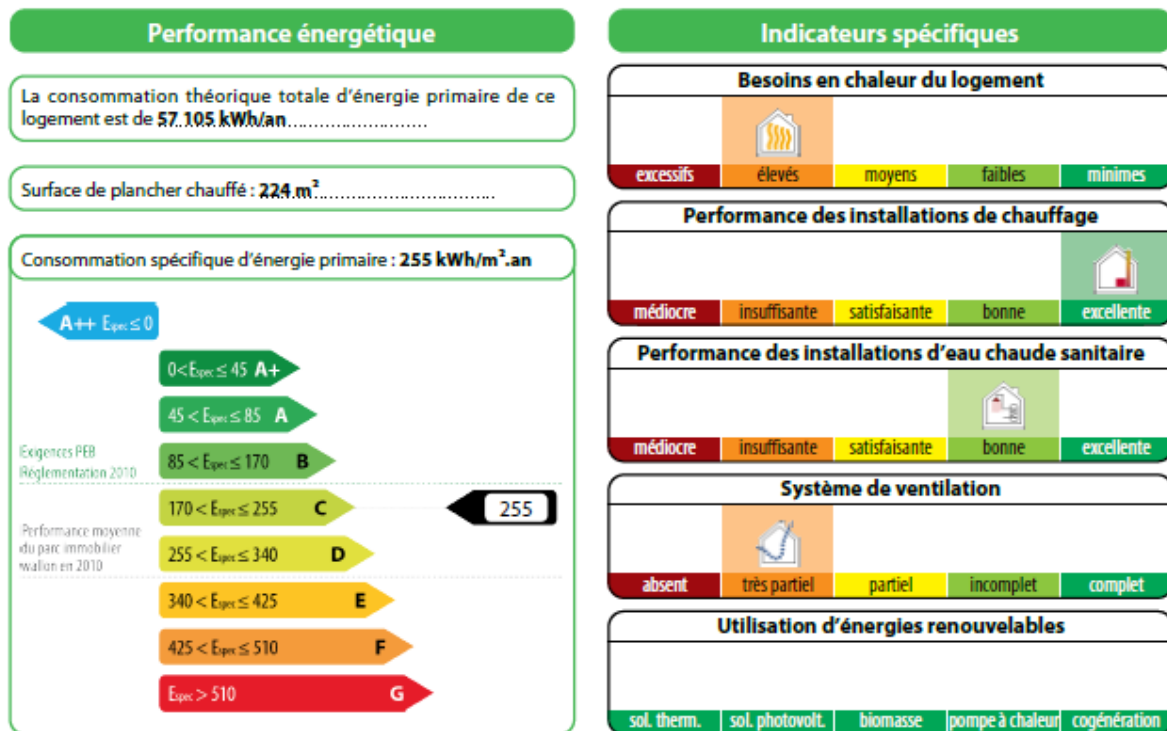 Performance énergétique
La consommation théorique totale d'énergie primaire de ce
logement est de 57 105 kWh/an
Surface de plancher chauffé : 224 m²
Consommation spécifique d'énergie primaire : 255 kWh/m².an
A++ Espec ≤ 0
0 < Espec ≤ 45 A+
45 < Espec ≤ 85 A
Exigences PEB
Réglementation 2010
85 < Espec ≤ 170 B
170 < Espec ≤ 255 C
255
Performance moyenne
du parc immobilier
wallon en 2010
255 < Espec ≤ 340 D
340 < Espec ≤ 425 E
425 < Espec ≤ 510 F
Espec > 510 G
Indicateurs spécifiques
Besoins en chaleur du logement
excessifs élevés moyens faibles minimes
Performance des installations de chauffage
médiocre insuffisante satisfaisante bonne excellente
Performance des installations d'eau chaude sanitaire
médiocre insuffisante satisfaisante bonne excellente
Système de ventilation
absent très partiel partiel incomplet complet
Utilisation d'énergies renouvelables
sol. therm. sol. photovolt. biomasse pompe à chaleur cogénération